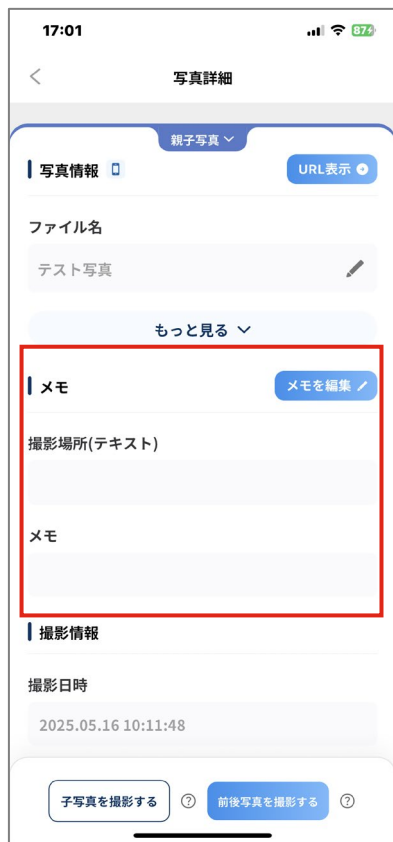 17:01
87
写真詳細
親子写真
写真情報
URL表示
ファイル名
テスト写真
もっと見る
メモ
メモを編集
撮影場所(テキスト)
メモ
撮影情報
撮影日時
2025.05.16 10:11:48
子写真を撮影する ?
前後写真を撮影する ?